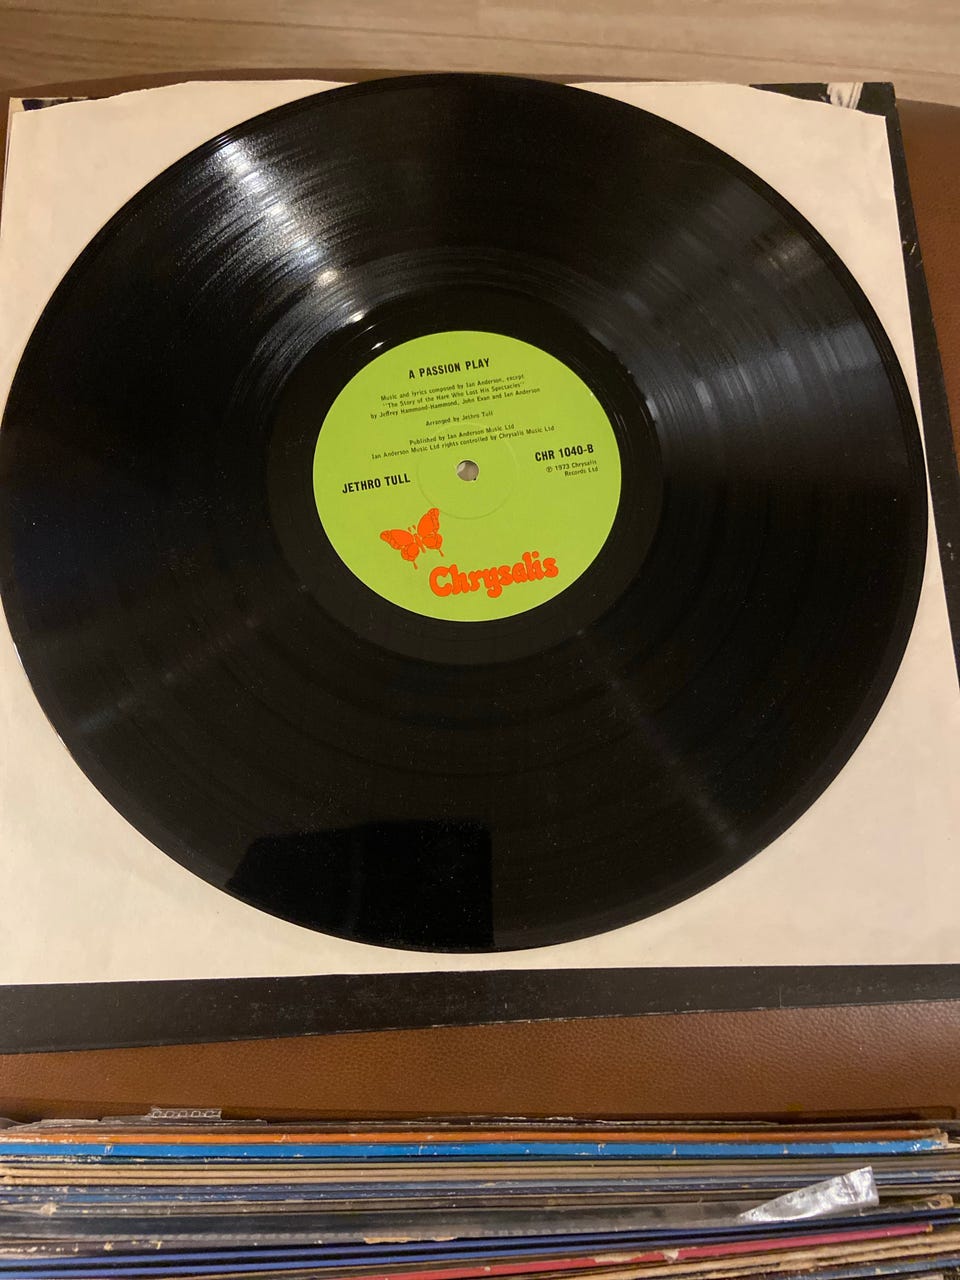 A PASSION PLAY
Music and lyrics composed by Ian Anderson, except
"The Story of the Hare Who Lost His Spectacles"
by Jeffrey Hammond-Hammond, John Evan and Ian Anderson
Arranged by Jethro Tull
Published by Ian Anderson Music Ltd
Ian Anderson Music Ltd rights controlled by Chrysalis Music Ltd
JETHRO TULL
CHR 1040-B
℗ 1973 Chrysalis
Records Ltd
Chrysalis